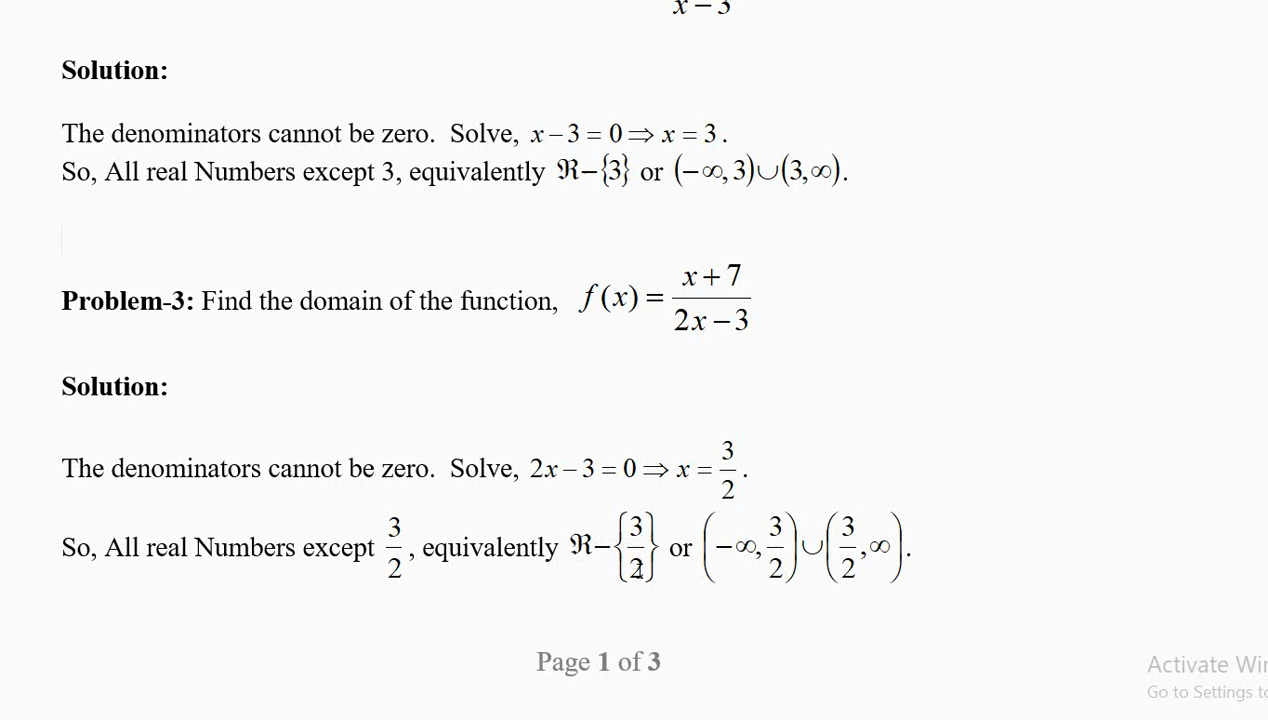 x − 3
Solution:
The denominators cannot be zero. Solve, x − 3 = 0 ⇒ x = 3.
So, All real Numbers except 3, equivalently ℜ−{3} or (−∞,3)∪(3,∞).
Problem-3: Find the domain of the function, f(x) = (x+7)/(2x−3)
Solution:
The denominators cannot be zero. Solve, 2x − 3 = 0 ⇒ x = 3/2.
So, All real Numbers except 3/2, equivalently ℜ−{3/2} or (−∞, 3/2)∪(3/2, ∞).
Page 1 of 3
Activate Wi
Go to Settings t